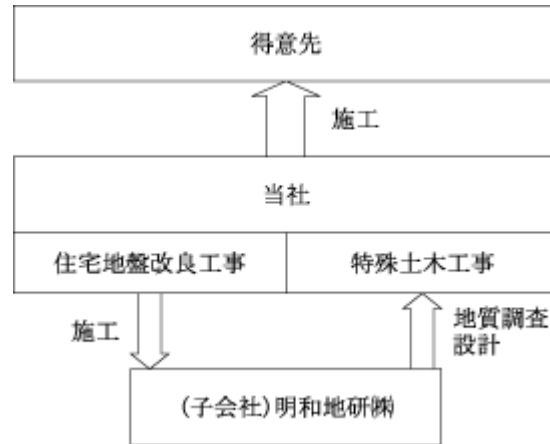 得意先
施工
当社
住宅地盤改良工事
特殊土木工事
施工
地質調査
設計
(子会社)明和地研㈱